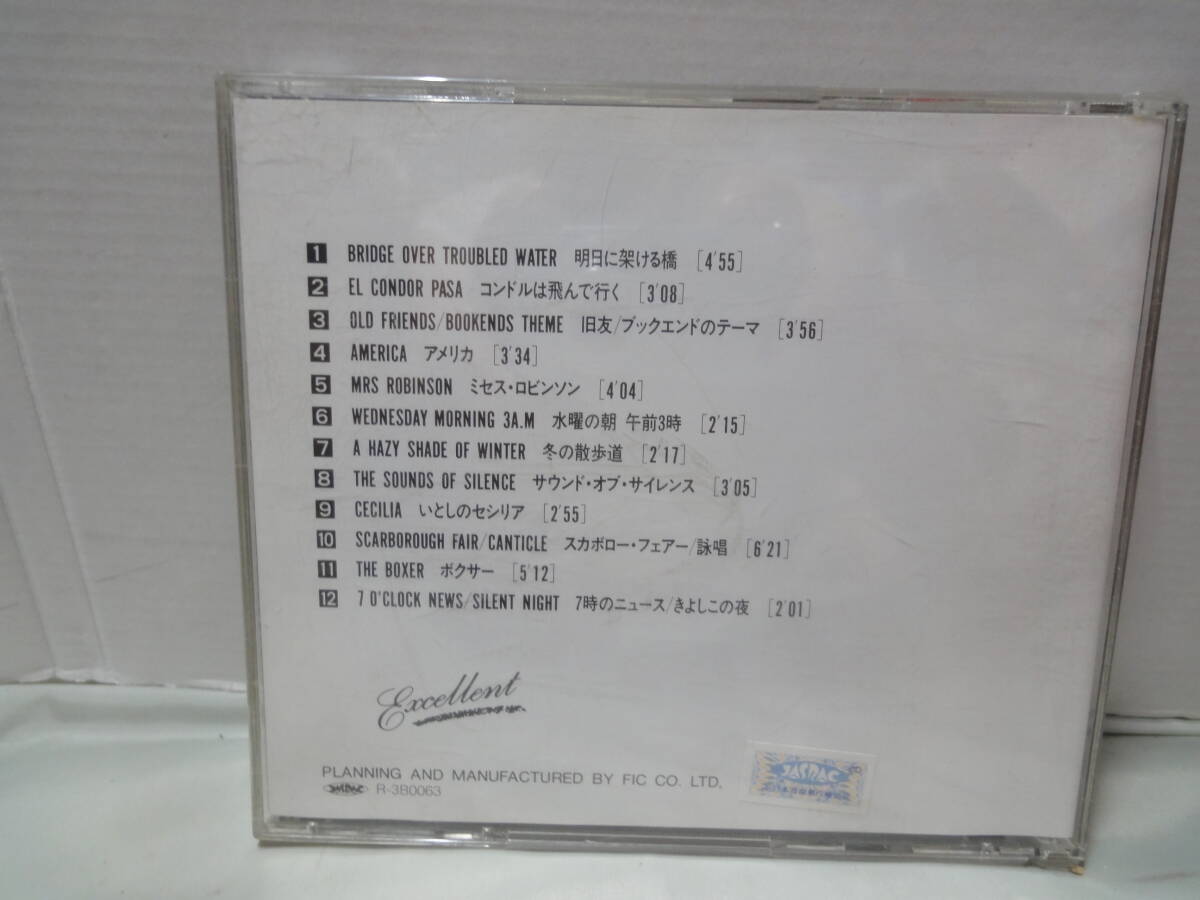 1 BRIDGE OVER TROUBLED WATER 明日に架ける橋 [4'55]
2 EL CONDOR PASA コンドルは飛んで行く [3'08]
3 OLD FRIENDS/BOOKENDS THEME 旧友/ブックエンドのテーマ [3'56]
4 AMERICA アメリカ [3'34]
5 MRS ROBINSON ミセス・ロビンソン [4'04]
6 WEDNESDAY MORNING 3A.M 水曜の朝 午前3時 [2'15]
7 A HAZY SHADE OF WINTER 冬の散歩道 [2'17]
8 THE SOUNDS OF SILENCE サウンド・オブ・サイレンス [3'05]
9 CECILIA いとしのセシリア [2'55]
10 SCARBOROUGH FAIR/CANTICLE スカボロー・フェアー/詠唱 [6'21]
11 THE BOXER ボクサー [5'12]
12 7 O'CLOCK NEWS/SILENT NIGHT 7時のニュース/きよしこの夜 [2'01]
Excellent
PLANNING AND MANUFACTURED BY FIC CO. LTD,
JASRAC R-3B0063
JASRAC